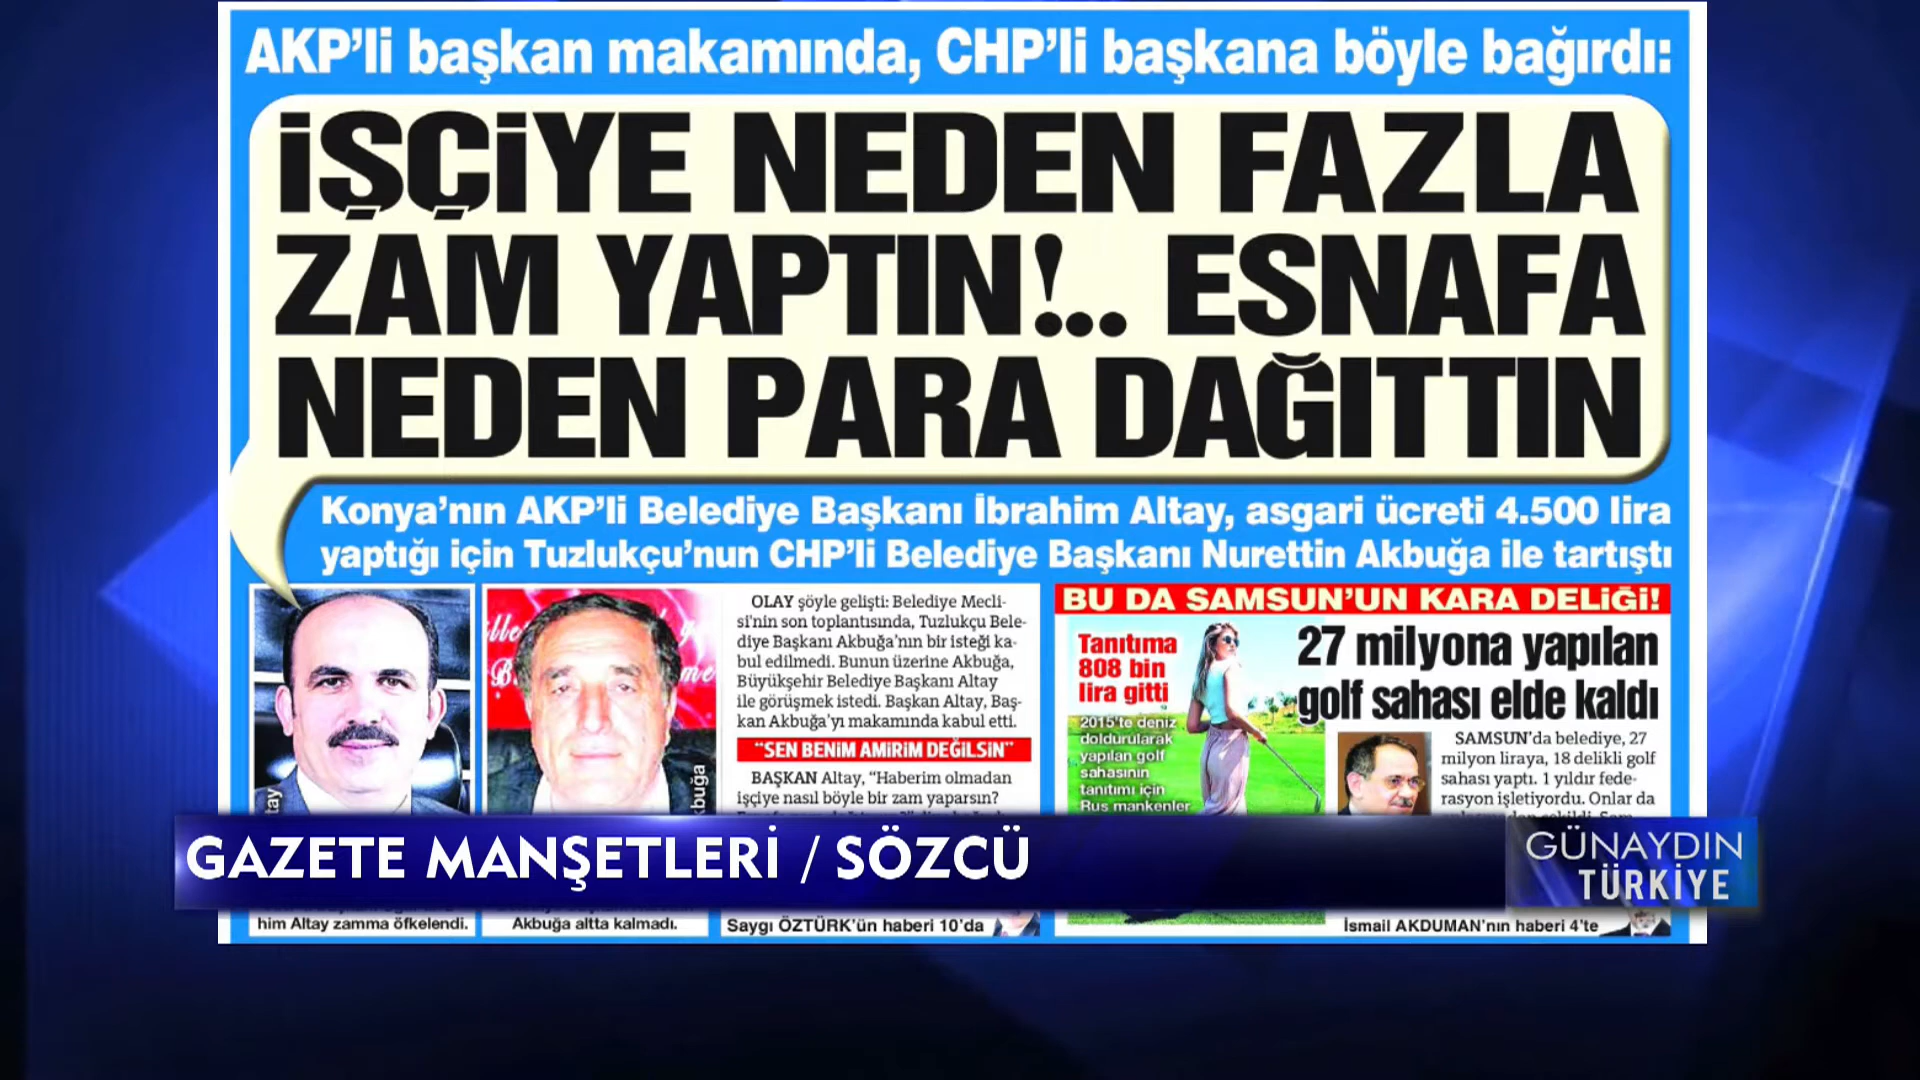 AKP'li başkan makamında, CHP'li başkana böyle bağırdı:
İŞÇİYE NEDEN FAZLA
ZAM YAPTIN!.. ESNAFA
NEDEN PARA DAĞITTIN
Konya'nın AKP'li Belediye Başkanı İbrahim Altay, asgari ücreti 4.500 lira
yaptığı için Tuzlukçu'nun CHP'li Belediye Başkanı Nurettin Akbuğa ile tartıştı
OLAY şöyle gelişti: Belediye Mecli-
si'nin son toplantısında, Tuzlukçu Bele-
diye Başkanı Akbuğa'nın bir isteği ka-
bul edilmedi. Bunun üzerine Akbuğa,
Büyükşehir Belediye Başkanı Altay
ile görüşmek istedi. Başkan Altay, Baş-
kan Akbuğa'yı makamında kabul etti.
"SEN BENİM AMİRİM DEĞİLSİN"
BAŞKAN Altay, "Haberim olmadan
işçiye nasıl böyle bir zam yaparsın?
him Altay zamma öfkelendi.
Akbuğa altta kalmadı.
Saygı ÖZTÜRK'ün haberi 10'da
BU DA SAMSUN'UN KARA DELİĞİ!
Tanıtıma
808 bin
lira gitti
2015'te deniz
doldurularak
yapılan golf
sahasının
tanıtımı için
Rus mankenler
27 milyona yapılan
golf sahası elde kaldı
SAMSUN'da belediye, 27
milyon liraya, 18 delikli golf
sahası yaptı. 1 yıldır fede-
rasyon işletiyordu. Onlar da
İsmail AKDUMAN'nın haberi 4'te
GAZETE MANŞETLERİ / SÖZCÜ
GÜNAYDIN
TÜRKİYE